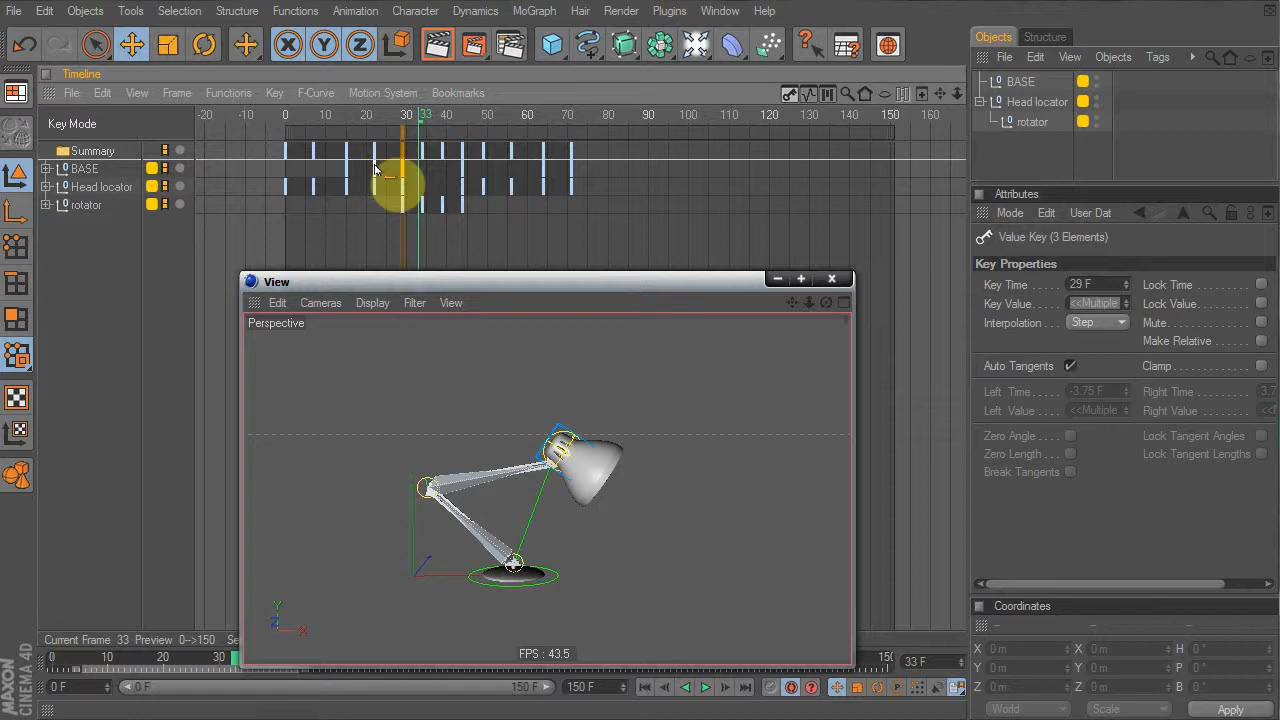 File Edit Objects Tools Selection Structure Functions Animation Character Dynamics MoGraph Hair Render Plugins Window Help
Timeline
File Edit View Frame Functions Key F-Curve Motion System Bookmarks
Key Mode
-20 -10 0 10 20 33 40 50 60 70 80 90 100 110 120 130 140 150
Summary
BASE
Head locator
rotator
View
Edit Cameras Display Filter View
Perspective
Y
Z
X
FPS : 43.5
Current Frame 33 Preview 0-->150
0 10 20 30 150
33 F
0 F
0 F
150 F
150 F
Objects Structure
File Edit View Objects Tags
BASE
Head locator
rotator
Attributes
Mode Edit User Dat
Value Key (3 Elements)
Key Properties
Key Time 29 F Lock Time
Key Value <<Multiple Lock Value
Interpolation Step Mute
Make Relative
Auto Tangents Clamp
Left Time -3.75 F Right Time 3.7
Left Value <<Multiple Right Value <<M
Zero Angle Lock Tangent Angles
Zero Length Lock Tangent Lengths
Break Tangents
Coordinates
X 0 m X 0 m H 0 °
Y 0 m Y 0 m P 0 °
Z 0 m Z 0 m B 0 °
World Scale Apply
MAXON
CINEMA 4D